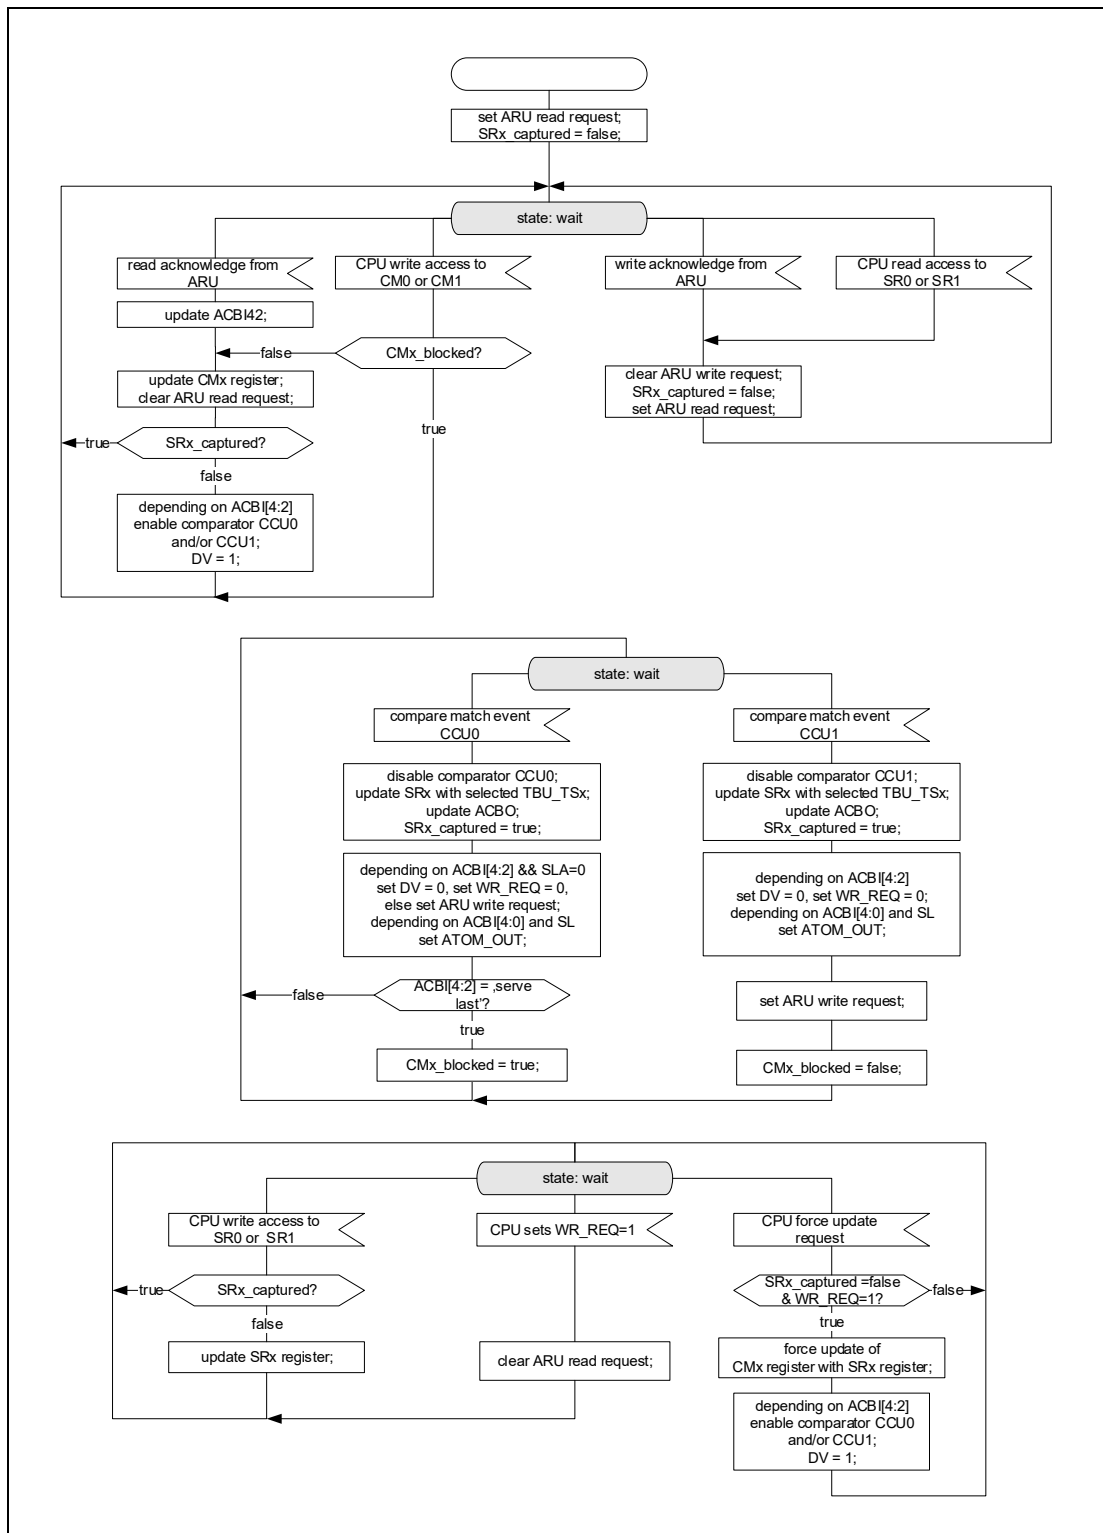 set ARU read request;
SRx_captured = false;
state: wait
read acknowledge from
ARU
CPU write access to
CM0 or CM1
write acknowledge from
ARU
CPU read access to
SR0 or SR1
update ACBI42;
false
CMx_blocked?
update CMx register;
clear ARU read request;
clear ARU write request;
SRx_captured = false;
set ARU read request;
true
SRx_captured?
true
false
depending on ACBI[4:2]
enable comparator CCU0
and/or CCU1;
DV = 1;
state: wait
compare match event
CCU0
compare match event
CCU1
disable comparator CCU0;
update SRx with selected TBU_TSx;
update ACBO;
SRx_captured = true;
disable comparator CCU1;
update SRx with selected TBU_TSx;
update ACBO;
SRx_captured = true;
depending on ACBI[4:2] && SLA=0
set DV = 0, set WR_REQ = 0,
else set ARU write request;
depending on ACBI[4:0] and SL
set ATOM_OUT;
depending on ACBI[4:2]
set DV = 0, set WR_REQ = 0;
depending on ACBI[4:0] and SL
set ATOM_OUT;
false
ACBI[4:2] = ‚serve
last’?
set ARU write request;
true
CMx_blocked = true;
CMx_blocked = false;
state: wait
CPU write access to
SR0 or SR1
CPU sets WR_REQ=1
CPU force update
request
true
SRx_captured?
SRx_captured =false
& WR_REQ=1?
false
false
true
update SRx register;
clear ARU read request;
force update of
CMx register with SRx register;
depending on ACBI[4:2]
enable comparator CCU0
and/or CCU1;
DV = 1;